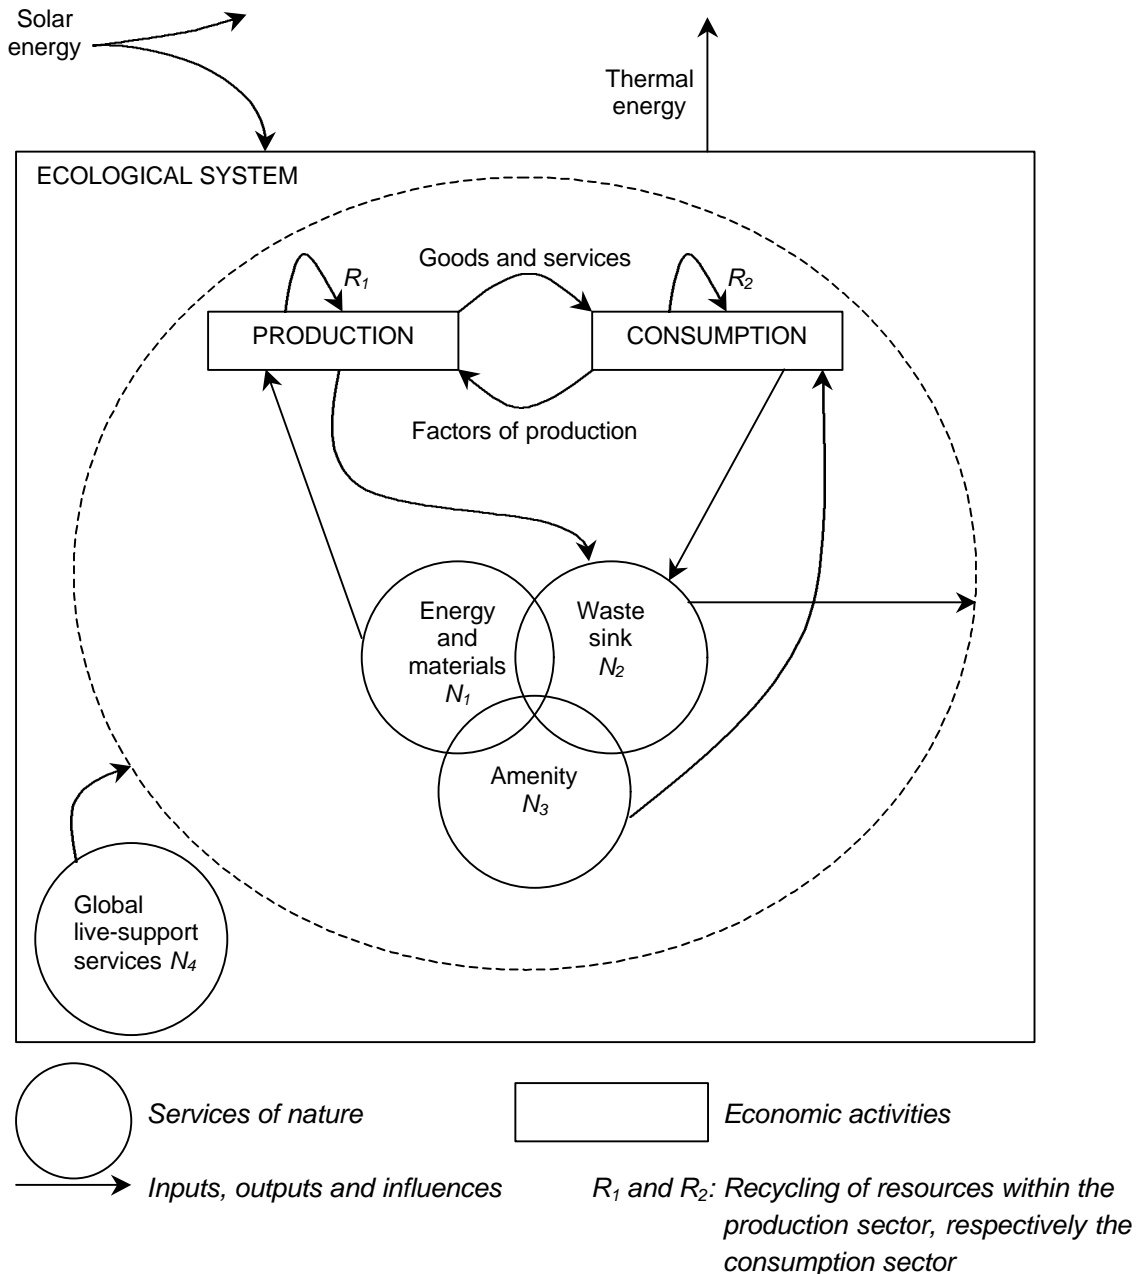 Solar
energy
Thermal
energy
ECOLOGICAL SYSTEM
Goods and services
R1
R2
PRODUCTION
CONSUMPTION
Factors of production
Energy
and
materials
N1
Waste
sink
N2
Amenity
N3
Global
live-support
services N4
Services of nature
Economic activities
Inputs, outputs and influences
R1 and R2: Recycling of resources within the
production sector, respectively the
consumption sector